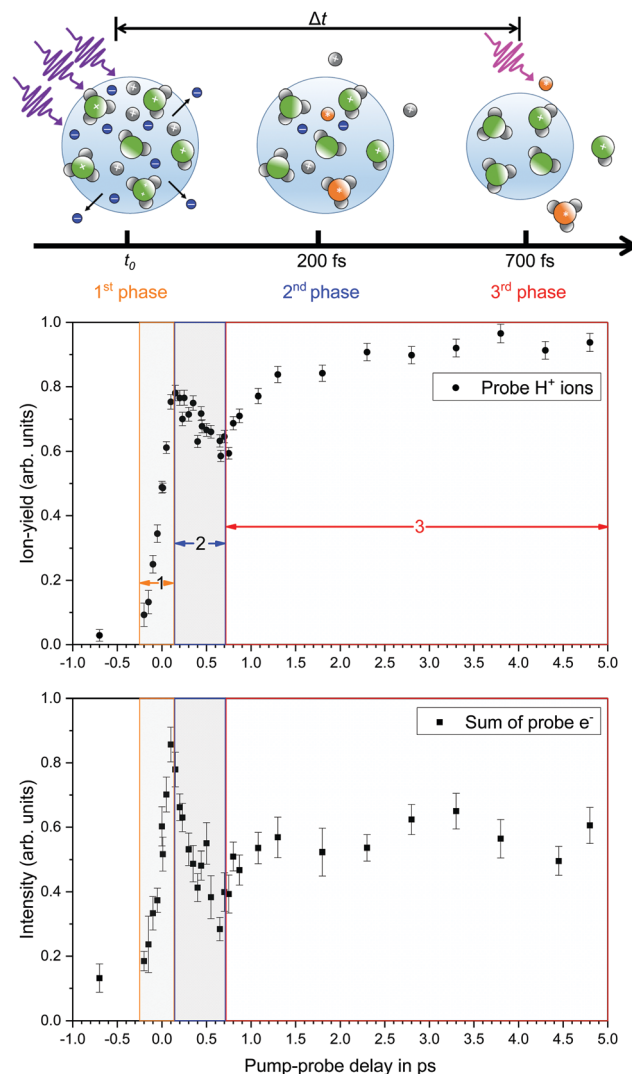 Δt
t0
200 fs
700 fs
1st phase
2nd phase
3rd phase
Ion-yield (arb. units)
1.0
0.8
0.6
0.4
0.2
0.0
Probe H+ ions
1
2
3
-1.0 -0.5 0.0 0.5 1.0 1.5 2.0 2.5 3.0 3.5 4.0 4.5 5.0
Intensity (arb. units)
1.0
0.8
0.6
0.4
0.2
0.0
Sum of probe e-
-1.0 -0.5 0.0 0.5 1.0 1.5 2.0 2.5 3.0 3.5 4.0 4.5 5.0
Pump-probe delay in ps